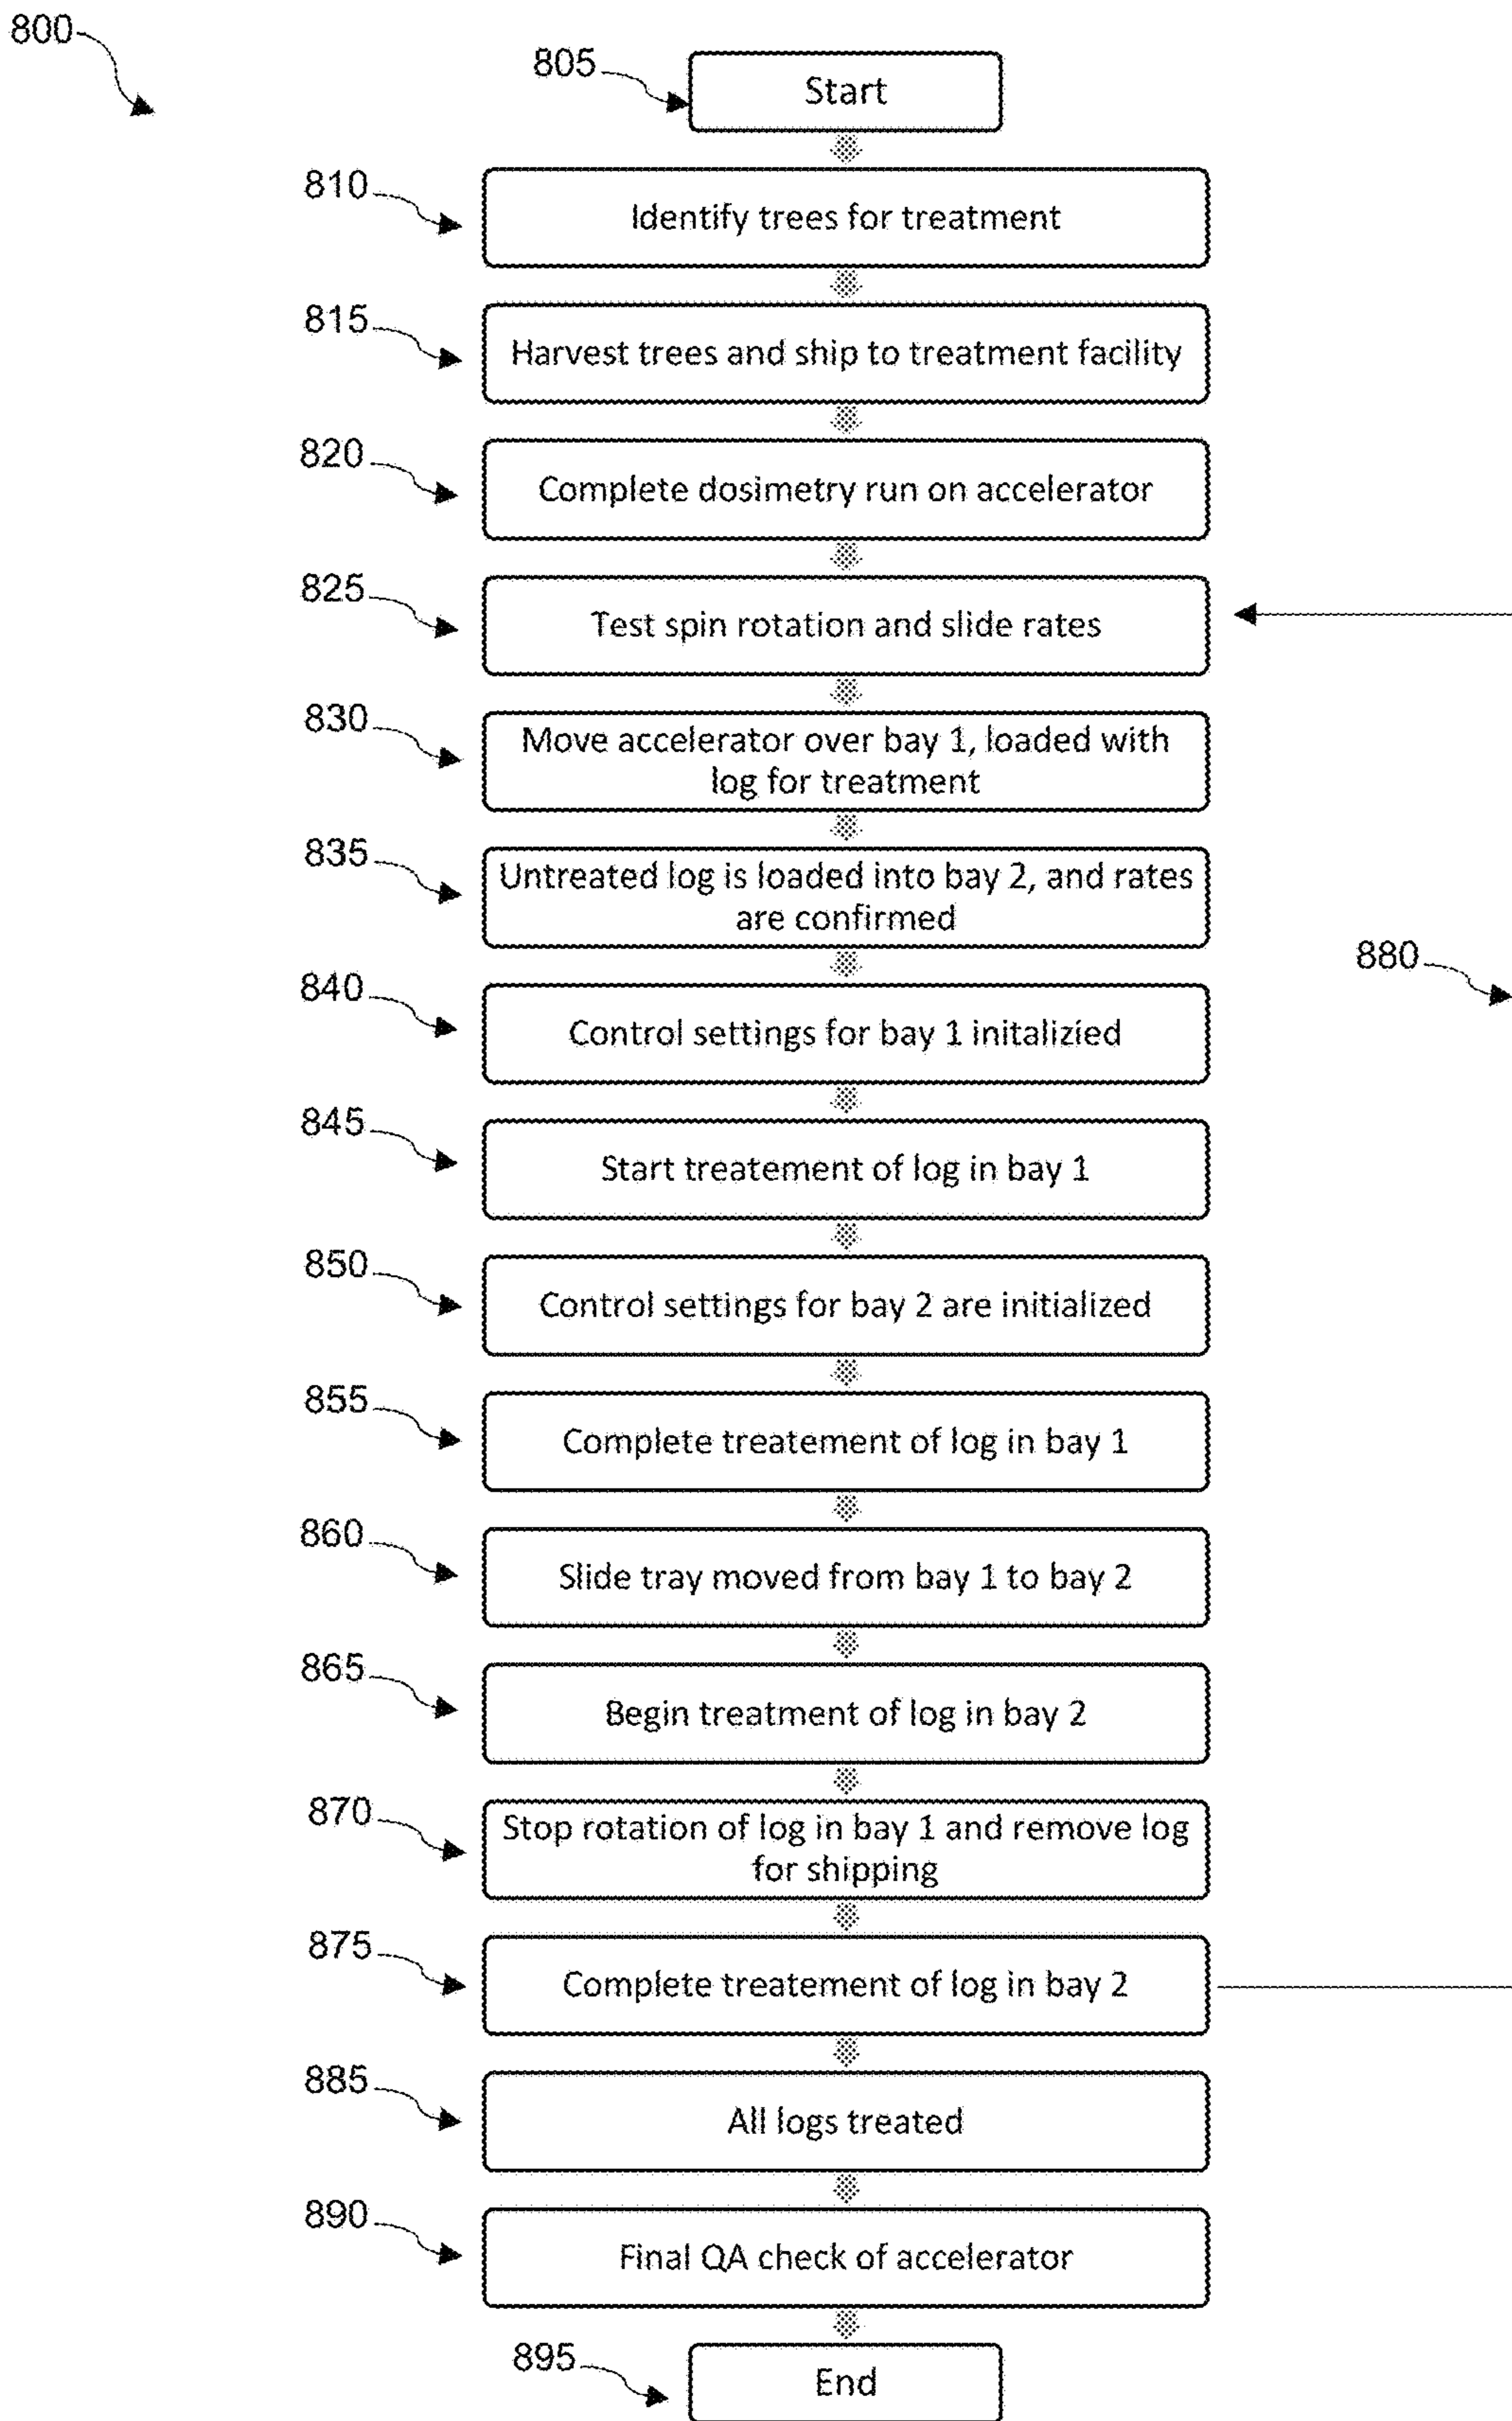 800
805
Start
810
Identify trees for treatment
815
Harvest trees and ship to treatment facility
820
Complete dosimetry run on accelerator
825
Test spin rotation and slide rates
830
Move accelerator over bay 1, loaded with
log for treatment
835
Untreated log is loaded into bay 2, and rates
are confirmed
880
840
Control settings for bay 1 initalizied
845
Start treatement of log in bay 1
850
Control settings for bay 2 are initialized
855
Complete treatement of log in bay 1
860
Slide tray moved from bay 1 to bay 2
865
Begin treatment of log in bay 2
870
Stop rotation of log in bay 1 and remove log
for shipping
875
Complete treatement of log in bay 2
885
All logs treated
890
Final QA check of accelerator
895
End